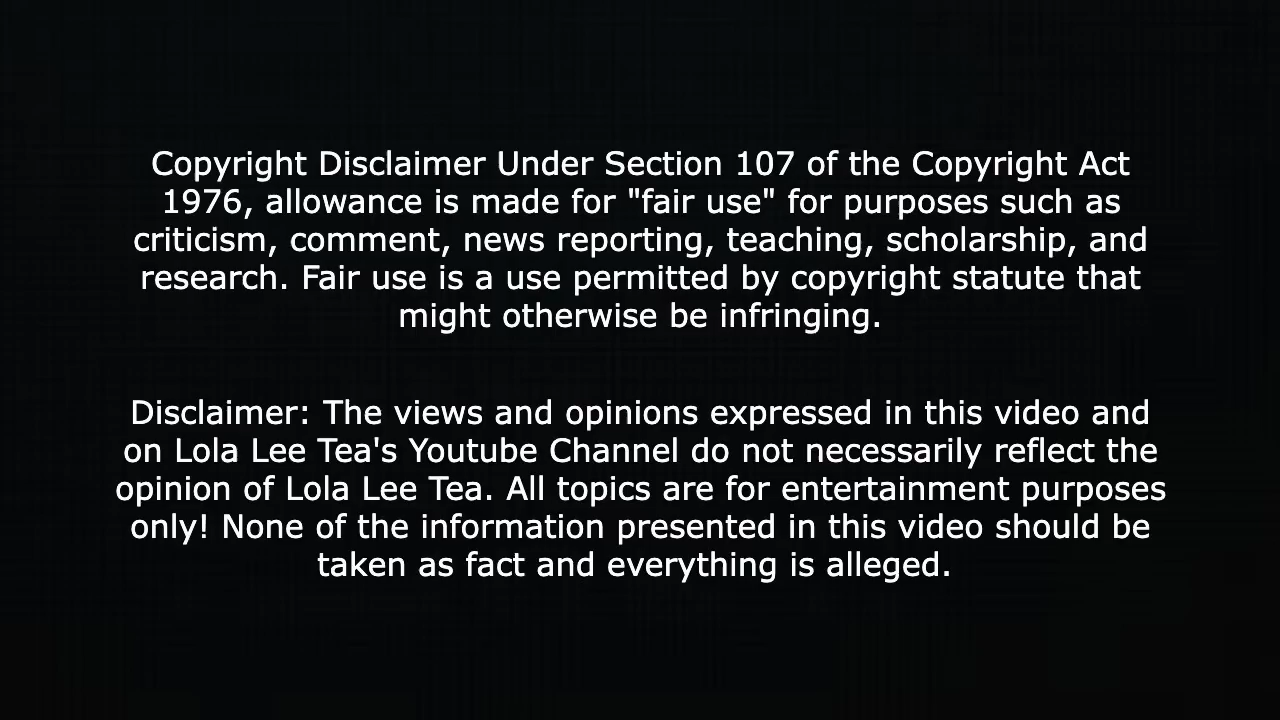 Copyright Disclaimer Under Section 107 of the Copyright Act
1976, allowance is made for "fair use" for purposes such as
criticism, comment, news reporting, teaching, scholarship, and
research. Fair use is a use permitted by copyright statute that
might otherwise be infringing.
Disclaimer: The views and opinions expressed in this video and
on Lola Lee Tea's Youtube Channel do not necessarily reflect the
opinion of Lola Lee Tea. All topics are for entertainment purposes
only! None of the information presented in this video should be
taken as fact and everything is alleged.